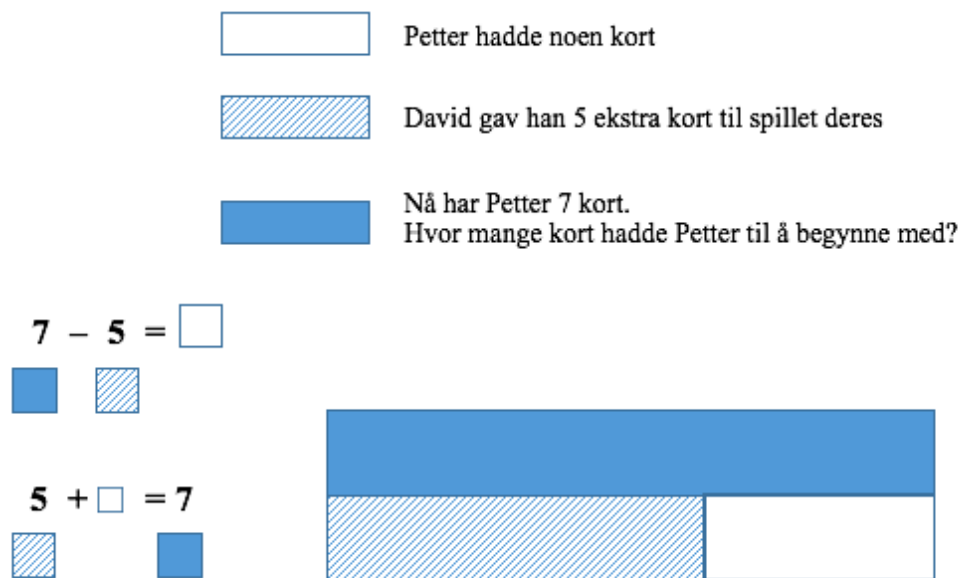 Petter hadde noen kort
David gav han 5 ekstra kort til spillet deres
Nå har Petter 7 kort.
Hvor mange kort hadde Petter til å begynne med?
7 – 5 =
5 + = 7